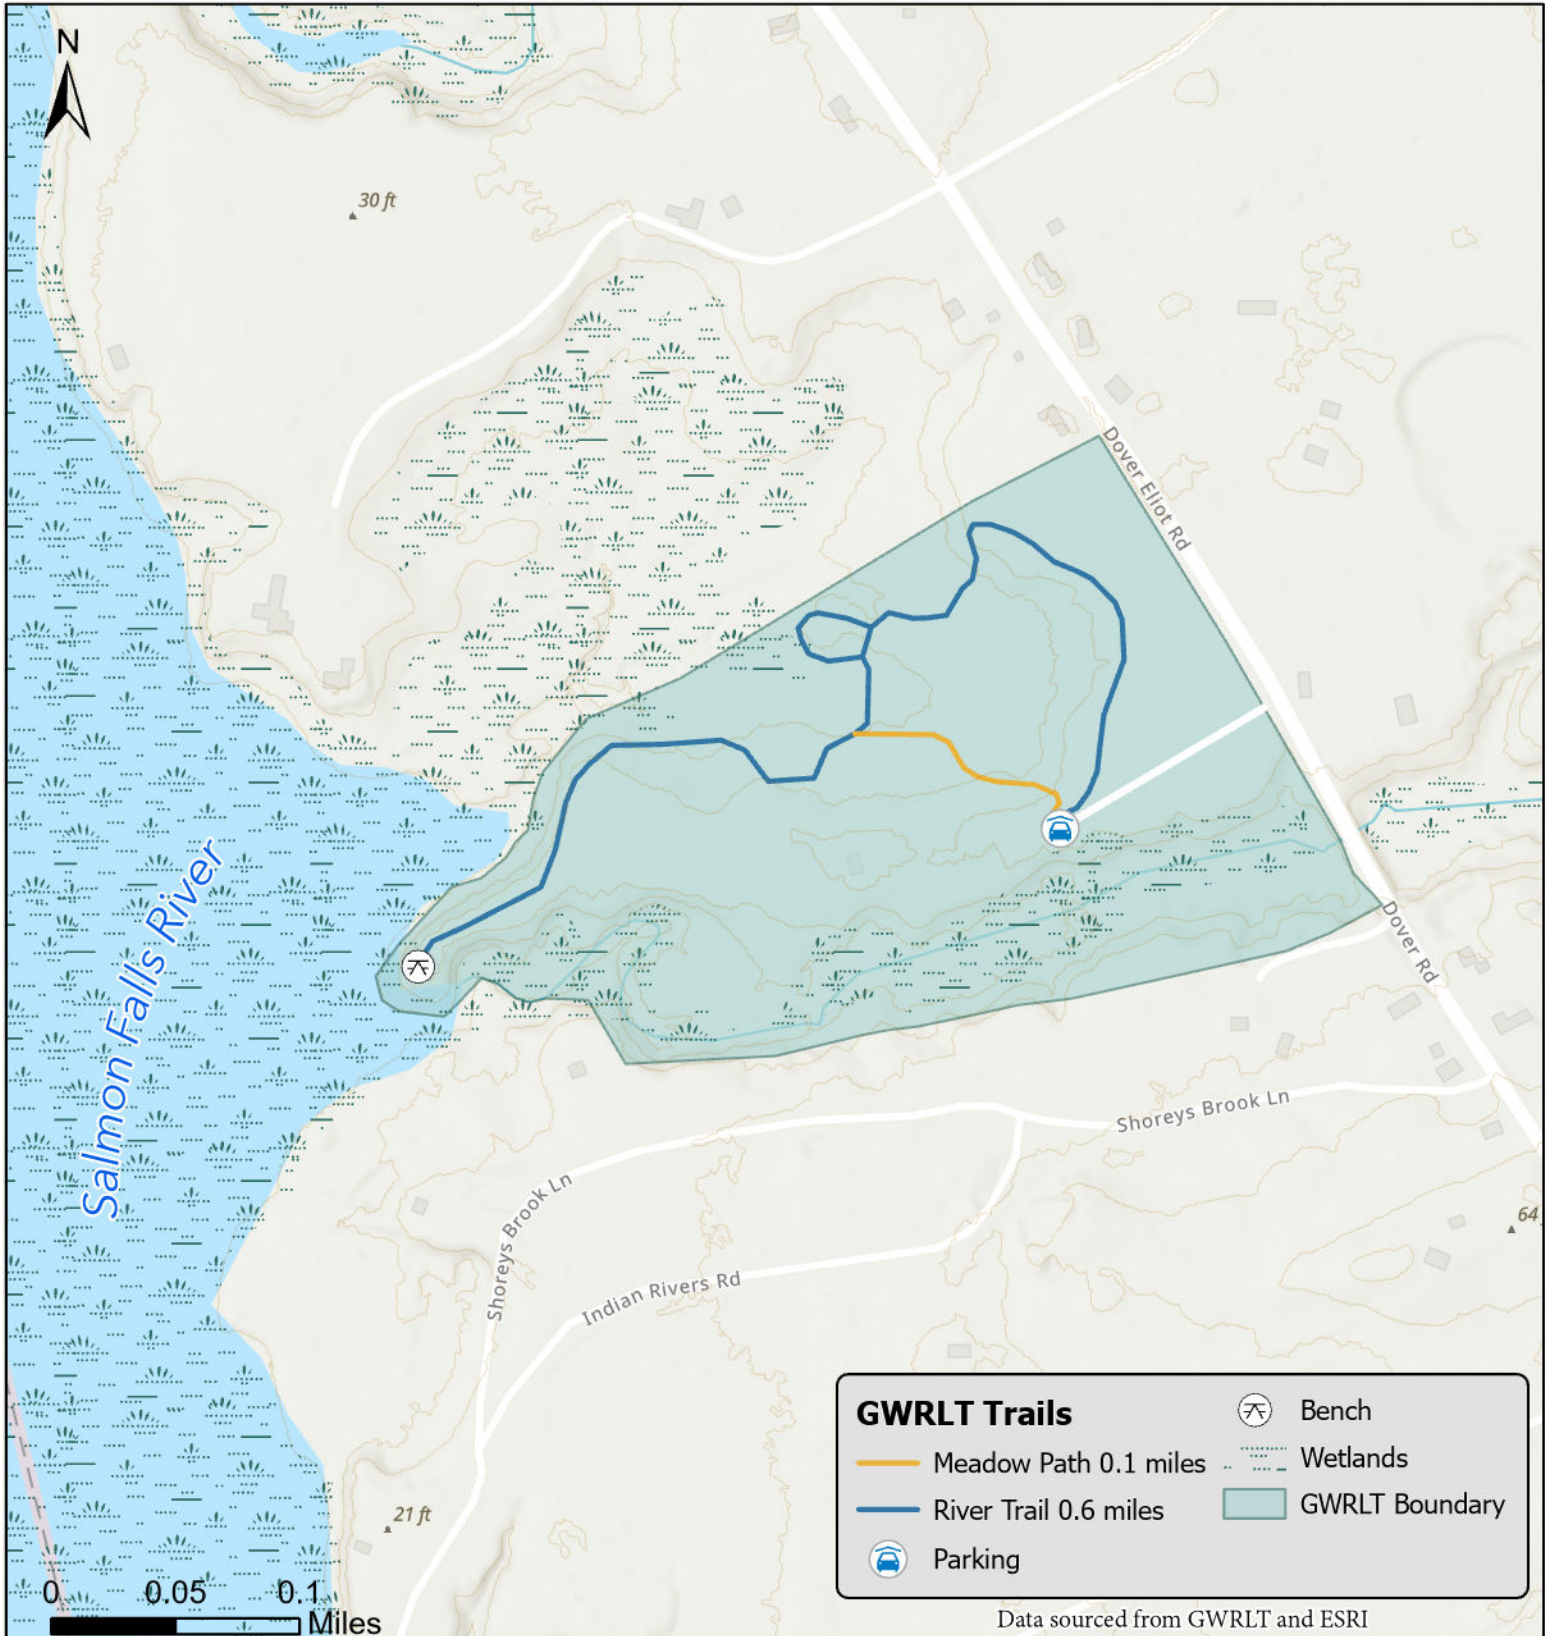 N
30 ft
Dover Eliot Rd
Salmon Falls River
Dover Rd
Shoreys Brook Ln
Shoreys Brook Ln
Indian Rivers Rd
64
21 ft
GWRLT Trails
Meadow Path 0.1 miles
River Trail 0.6 miles
Parking
Bench
Wetlands
GWRLT Boundary
0 0.05 0.1
Miles
Data sourced from GWRLT and ESRI